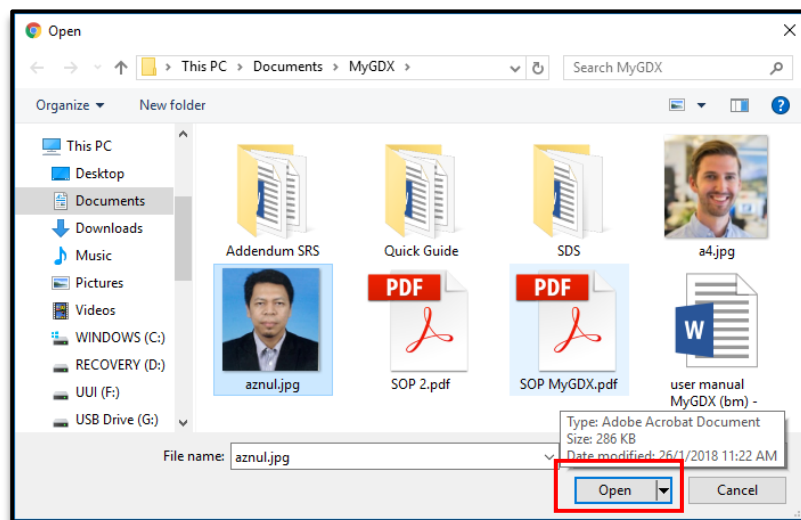 Open
This PC > Documents > MyGDX >
Search MyGDX
Organize
New folder
This PC
Desktop
Documents
Downloads
Music
Pictures
Videos
WINDOWS (C:)
RECOVERY (D:)
UUI (F:)
USB Drive (G:)
Addendum SRS
Quick Guide
SDS
a4.jpg
PDF
aznul.jpg
SOP 2.pdf
PDF
SOP MyGDX.pdf
W
user manual
MyGDX (bm) -
Type: Adobe Acrobat Document
Size: 286 KB
Date modified: 26/1/2018 11:22 AM
File name: aznul.jpg
Open
Cancel